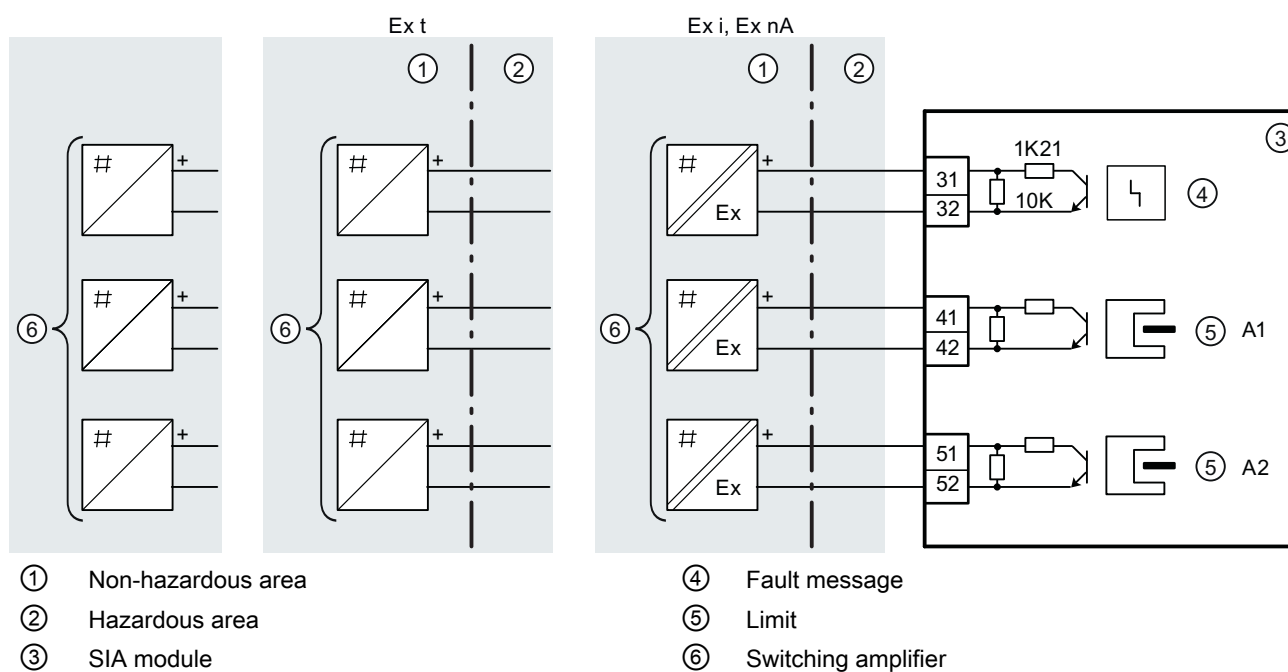 Ex t
Ex i, Ex nA
① ② ① ②
③
# +
# +
# Ex +
31
32
1K21
10K
④
⑥
# +
⑥
# +
⑥
# Ex +
41
42
⑤ A1
# +
# +
# Ex +
51
52
⑤ A2
① Non-hazardous area
② Hazardous area
③ SIA module
④ Fault message
⑤ Limit
⑥ Switching amplifier